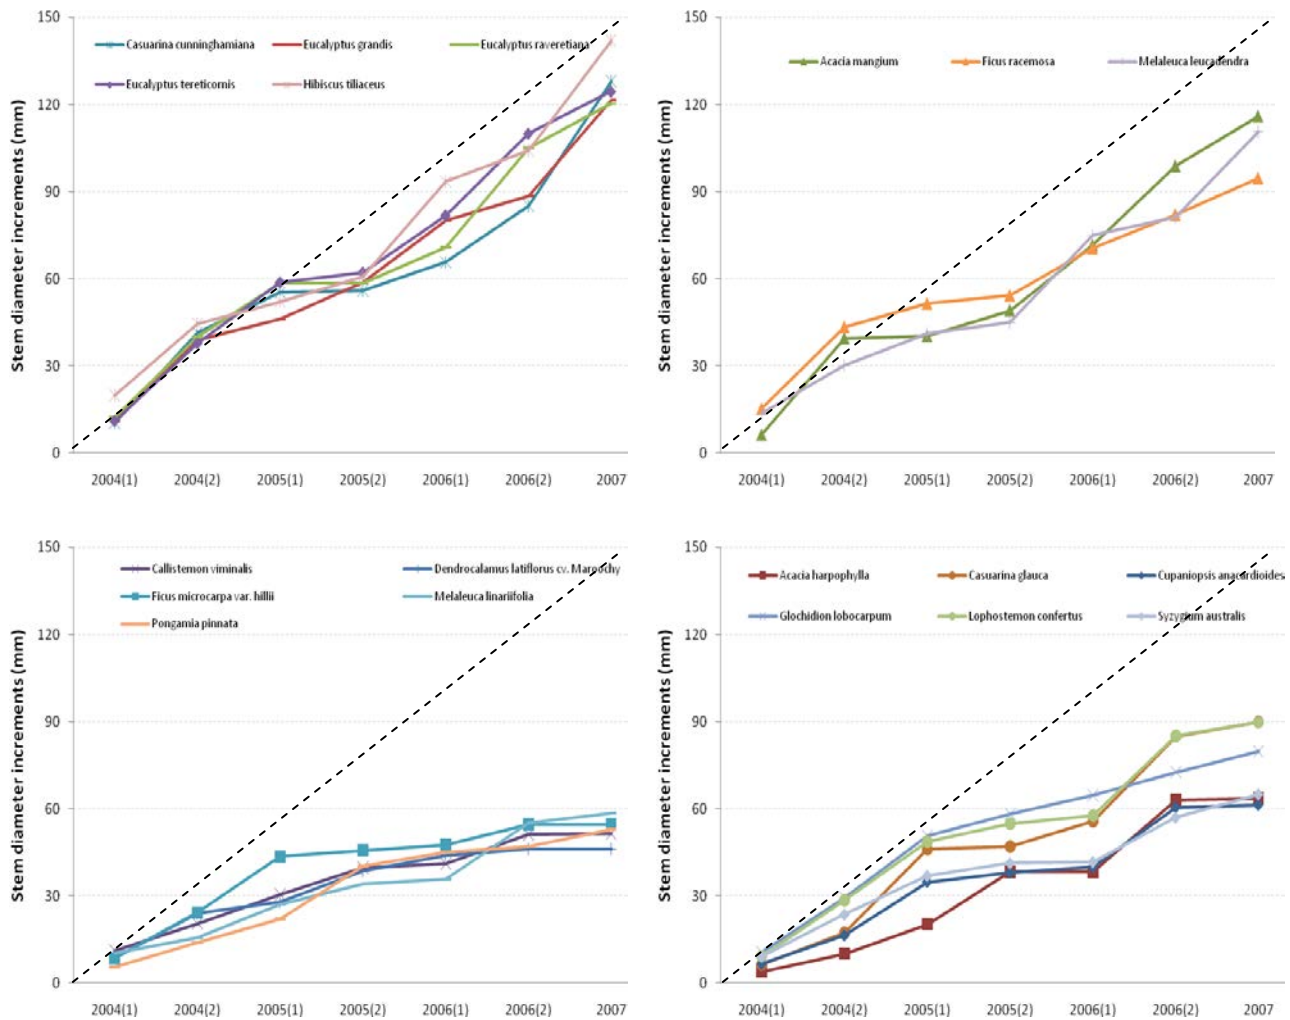 150
Casuarina cunninghamiana Eucalyptus grandis Eucalyptus raveretiana
Eucalyptus tereticornis Hibiscus tiliaceus
120
90
60
30
0
Stem diameter increments (mm)
2004(1) 2004(2) 2005(1) 2005(2) 2006(1) 2006(2) 2007
150
Acacia mangium Ficus racemosa Melaleuca leucadendra
120
90
60
30
0
Stem diameter increments (mm)
2004(1) 2004(2) 2005(1) 2005(2) 2006(1) 2006(2) 2007
150
Callistemon viminalis Dendrocalamus latiflorus cv. Maroochy
Ficus microcarpa var. hillii Melaleuca linariifolia
Pongamia pinnata
120
90
60
30
0
Stem diameter increments (mm)
2004(1) 2004(2) 2005(1) 2005(2) 2006(1) 2006(2) 2007
150
Acacia harpophylla Casuarina glauca Cupaniopsis anacardioides
Glochidion lobocarpum Lophostemon confertus Syzygium australis
120
90
60
30
0
Stem diameter increments (mm)
2004(1) 2004(2) 2005(1) 2005(2) 2006(1) 2006(2) 2007